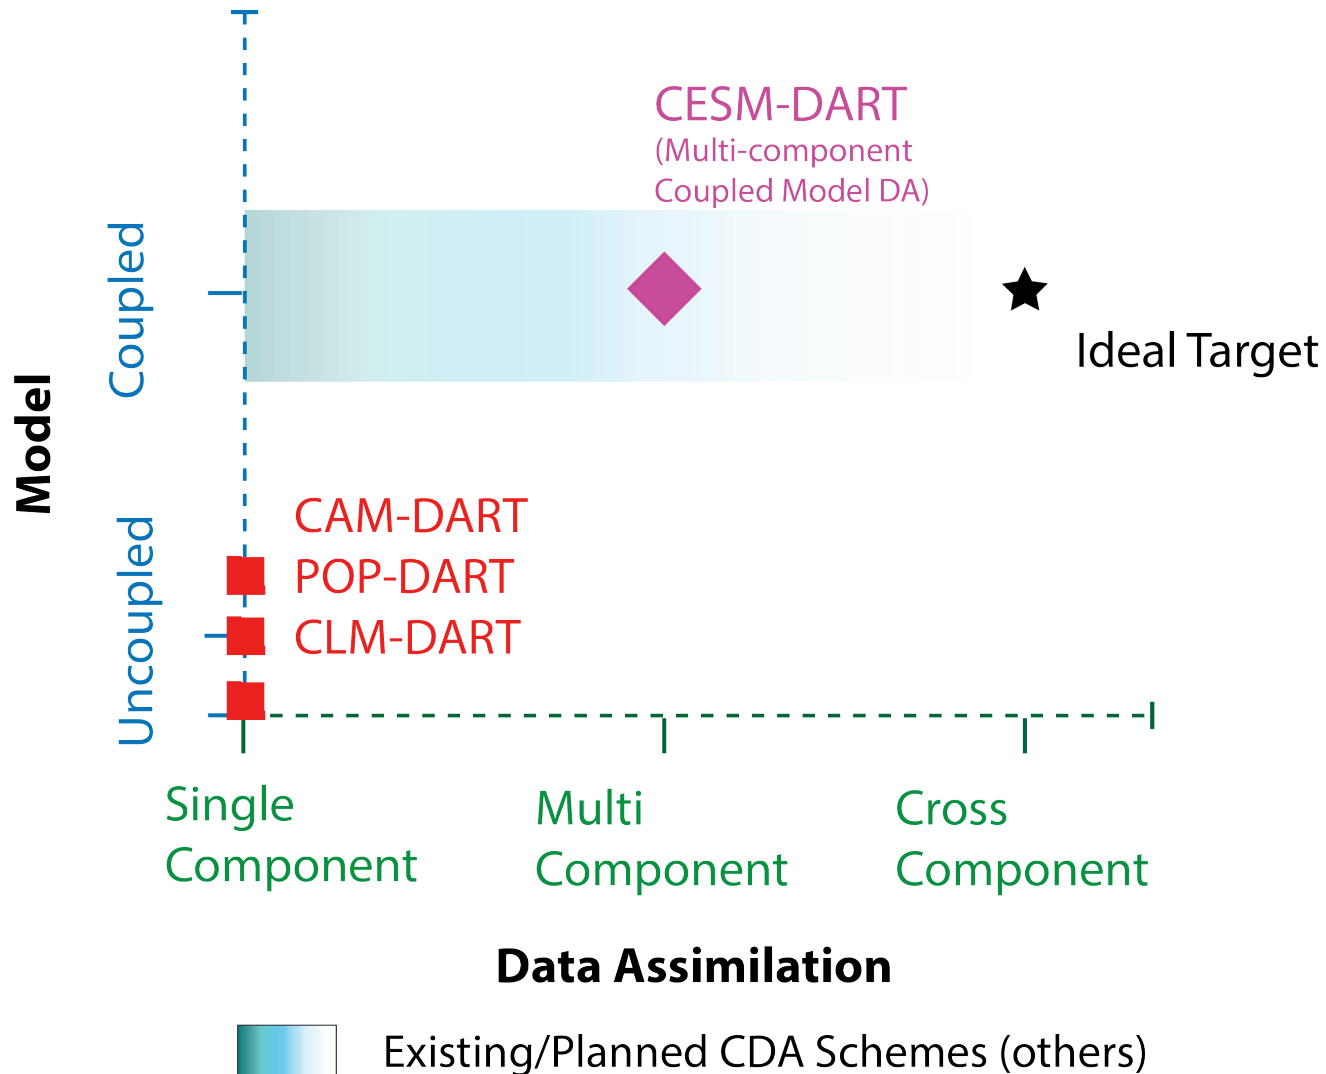 CESM-DART
(Multi-component
Coupled Model DA)
Coupled
Ideal Target
Model
CAM-DART
POP-DART
CLM-DART
Uncoupled
Single
Component
Multi
Component
Cross
Component
Data Assimilation
Existing/Planned CDA Schemes (others)